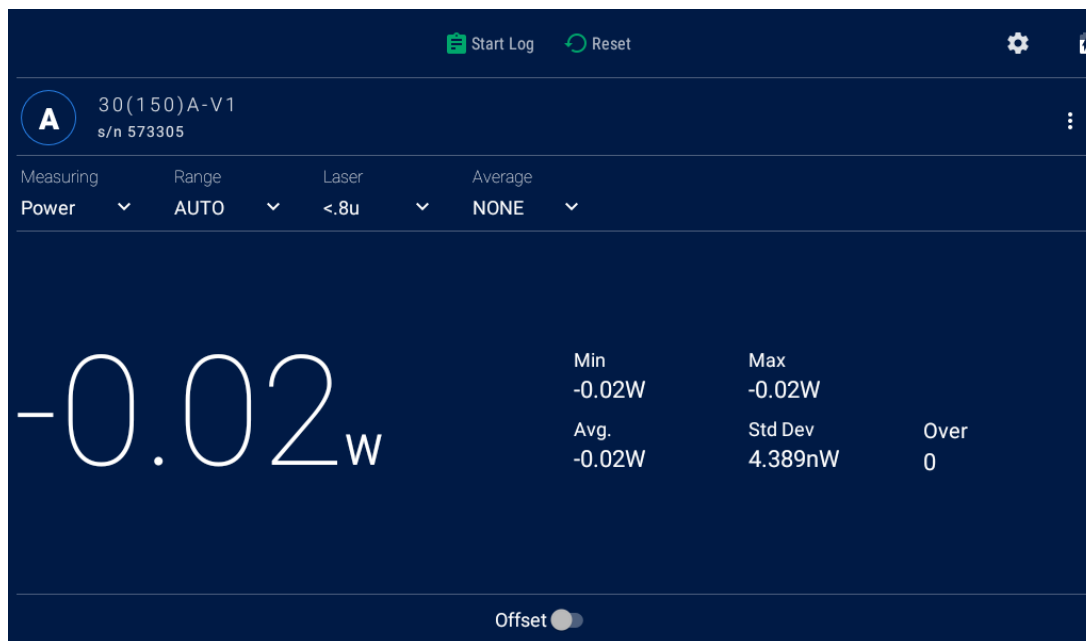 Start Log Reset
A
30(150)A-V1
s/n 573305
Measuring Range Laser Average
Power AUTO <.8u NONE
-0.02W
Min Max
-0.02W -0.02W
Avg. Std Dev Over
-0.02W 4.389nW 0
Offset